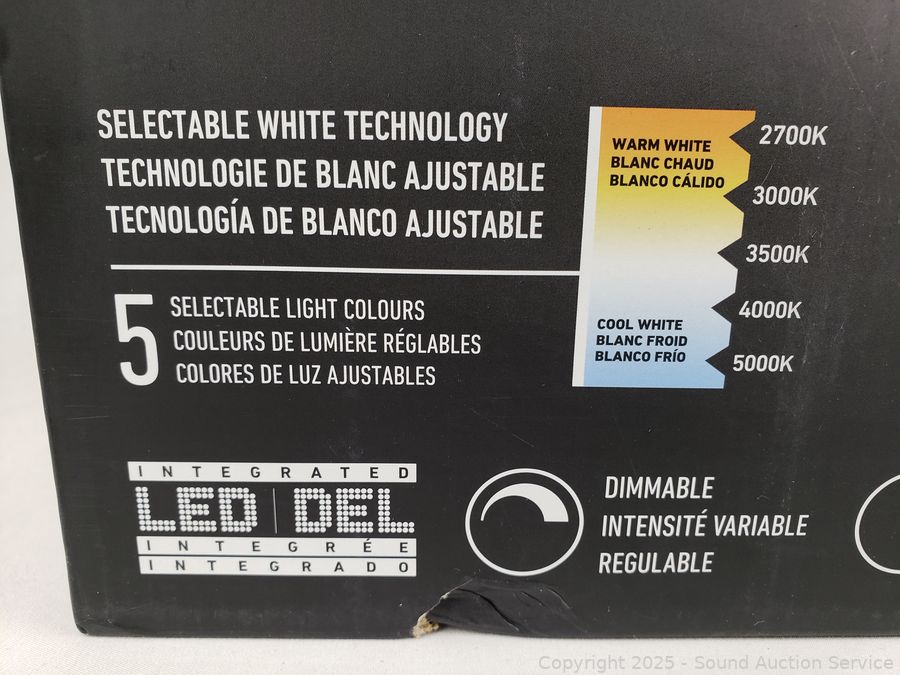 SELECTABLE WHITE TECHNOLOGY
TECHNOLOGIE DE BLANC AJUSTABLE
TECNOLOGÍA DE BLANCO AJUSTABLE
WARM WHITE
BLANC CHAUD
BLANCO CÁLIDO
2700K
3000K
3500K
4000K
5000K
COOL WHITE
BLANC FROID
BLANCO FRÍO
5
SELECTABLE LIGHT COLOURS
COULEURS DE LUMIÈRE RÉGLABLES
COLORES DE LUZ AJUSTABLES
INTEGRATED
LED | DEL
INTEGRÉE
INTEGRADO
DIMMABLE
INTENSITÉ VARIABLE
REGULABLE
Copyright 2025 - Sound Auction Service